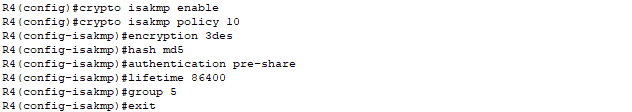 R4(config)#crypto isakmp enable
R4(config)#crypto isakmp policy 10
R4(config-isakmp)#encryption 3des
R4(config-isakmp)#hash md5
R4(config-isakmp)#authentication pre-share
R4(config-isakmp)#lifetime 86400
R4(config-isakmp)#group 5
R4(config-isakmp)#exit